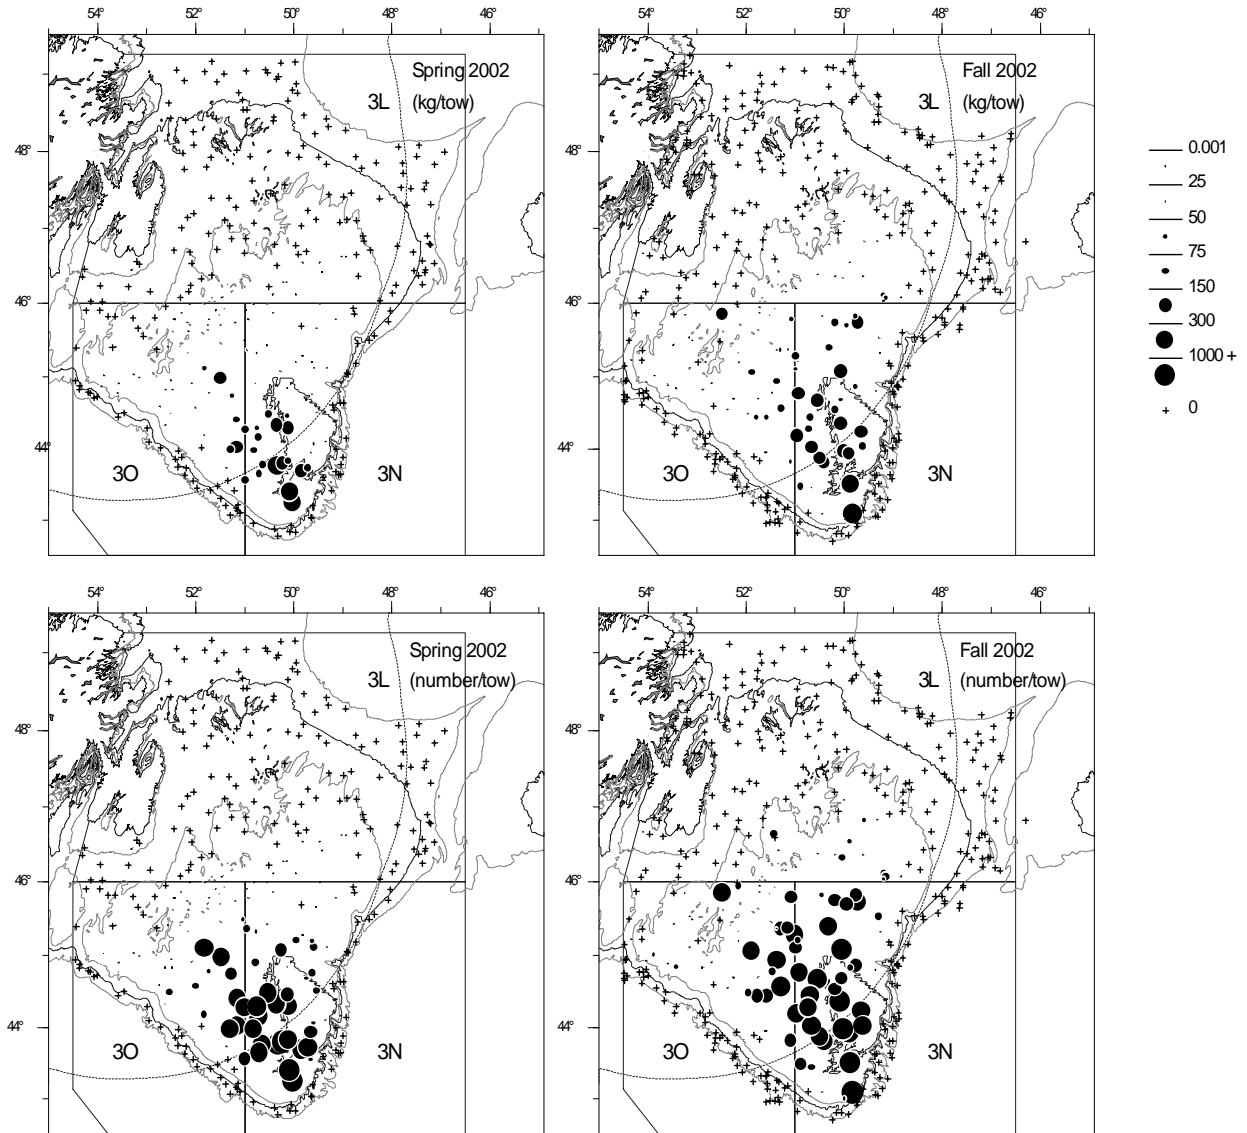 54° 52° 50° 48° 46°
Spring 2002
3L (kg/tow)
48°
46°
44°
3O 3N
54° 52° 50° 48° 46°
Fall 2002
3L (kg/tow)
48°
46°
44°
3O 3N
0.001
25
50
75
150
300
1000 +
0
54° 52° 50° 48° 46°
Spring 2002
3L (number/tow)
48°
46°
44°
3O 3N
54° 52° 50° 48° 46°
Fall 2002
3L (number/tow)
48°
46°
44°
3O 3N